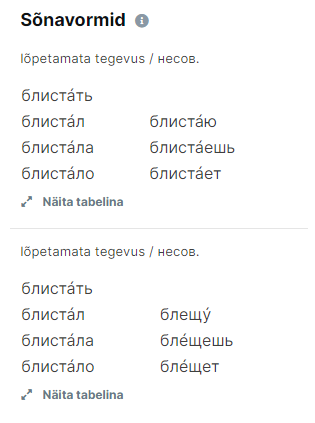 Sõnavormid
lõpetamata tegevus / несов.
блиста́ть
блиста́л блиста́ю
блиста́ла блиста́ешь
блиста́ло блиста́ет
Näita tabelina
lõpetamata tegevus / несов.
блиста́ть
блиста́л блещу́
блиста́ла бле́щешь
блиста́ло бле́щет
Näita tabelina